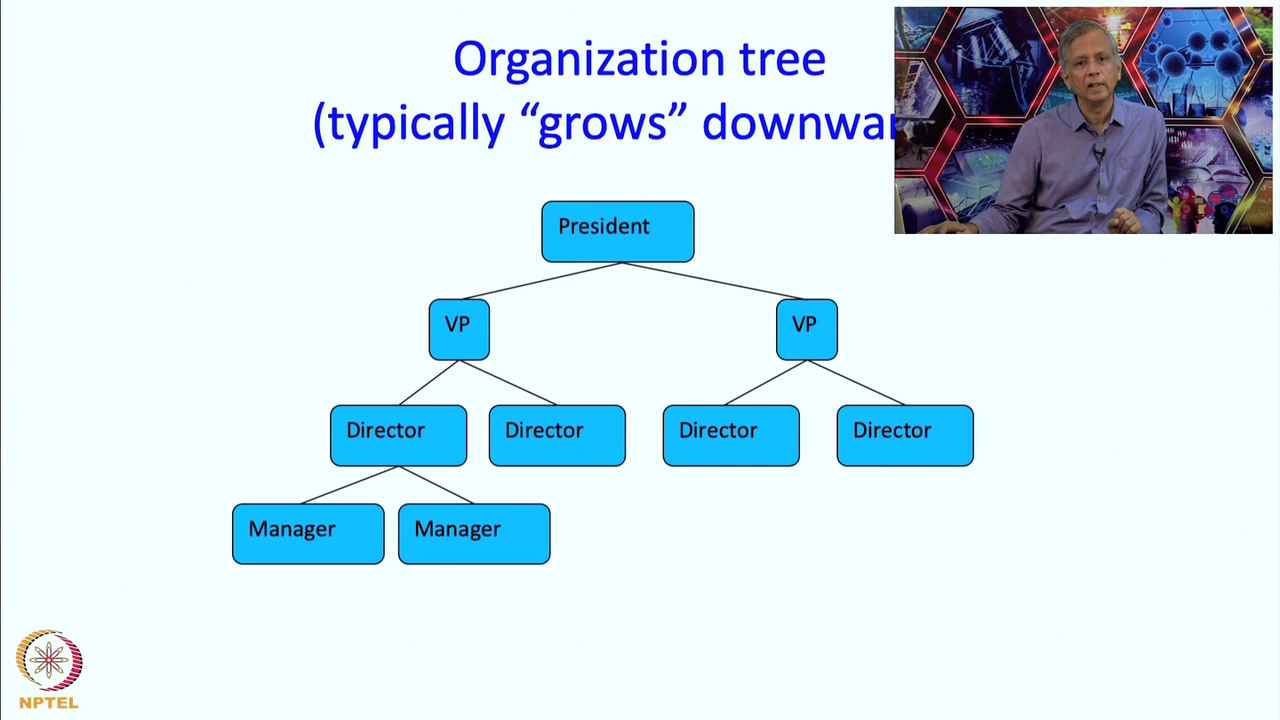 Organization tree
(typically “grows” downwar
President
VP
VP
Director
Director
Director
Director
Manager
Manager
NPTEL